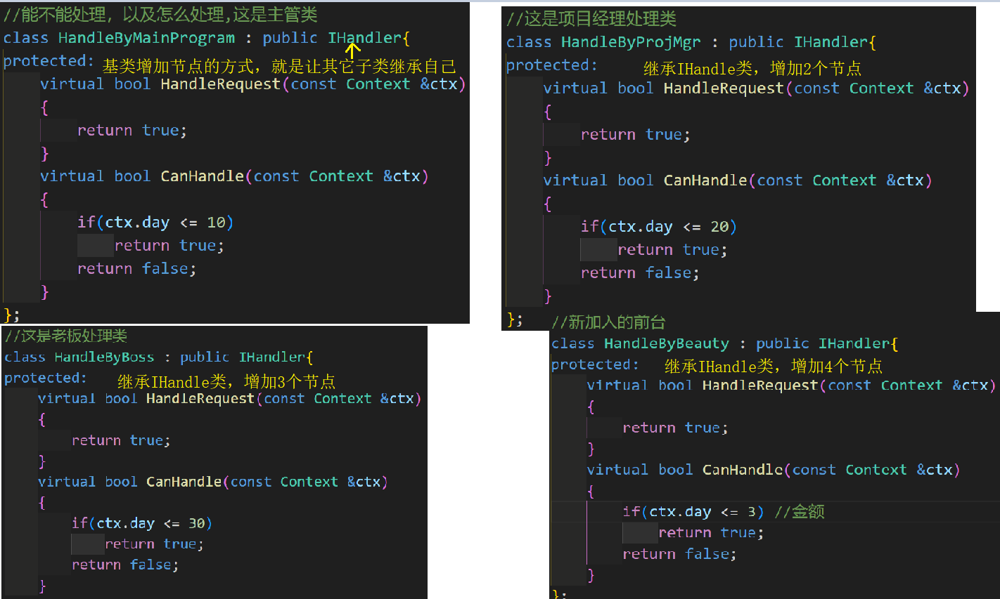 //能不能处理，以及怎么处理,这是主管类
class HandleByMainProgram : public IHandler{
protected:
基类增加节点的方式，就是让其它子类继承自己
virtual bool HandleRequest(const Context &ctx)
{
return true;
}
virtual bool CanHandle(const Context &ctx)
{
if(ctx.day <= 10)
return true;
return false;
}
};
//这是项目经理处理类
class HandleByProjMgr : public IHandler{
protected:
继承IHandle类，增加2个节点
virtual bool HandleRequest(const Context &ctx)
{
return true;
}
virtual bool CanHandle(const Context &ctx)
{
if(ctx.day <= 20)
return true;
return false;
}
};
//这是老板处理类
class HandleByBoss : public IHandler{
protected:
继承IHandle类，增加3个节点
virtual bool HandleRequest(const Context &ctx)
{
return true;
}
virtual bool CanHandle(const Context &ctx)
{
if(ctx.day <= 30)
return true;
return false;
}
//新加入的前台
class HandleByBeauty : public IHandler{
protected:
继承IHandle类，增加4个节点
virtual bool HandleRequest(const Context &ctx)
{
return true;
}
virtual bool CanHandle(const Context &ctx)
{
if(ctx.day <= 3) //金额
return true;
return false;
}
};